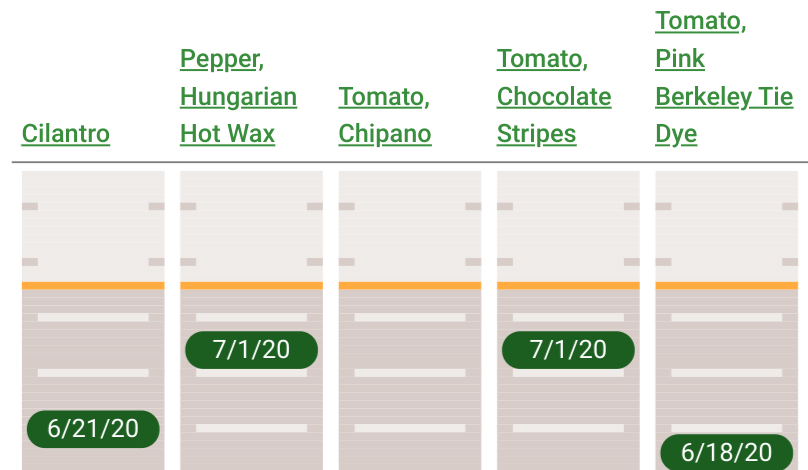 Cilantro
Pepper,
Hungarian
Hot Wax
Tomato,
Chipano
Tomato,
Chocolate
Stripes
Tomato,
Pink
Berkeley Tie
Dye
7/1/20
7/1/20
6/21/20
6/18/20